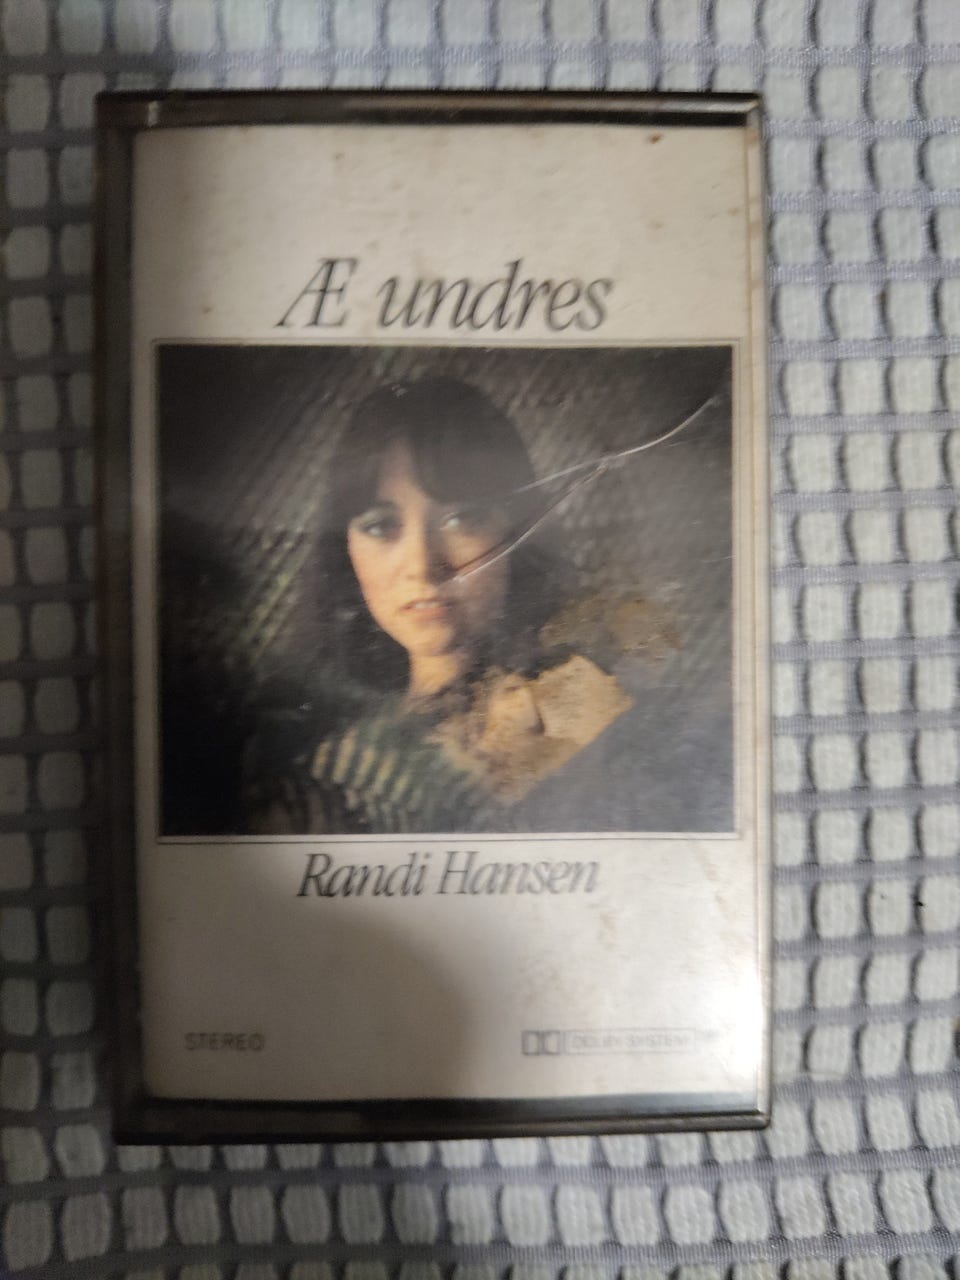 Æ undres
Randi Hansen
STEREO
DOLBY SYSTEM